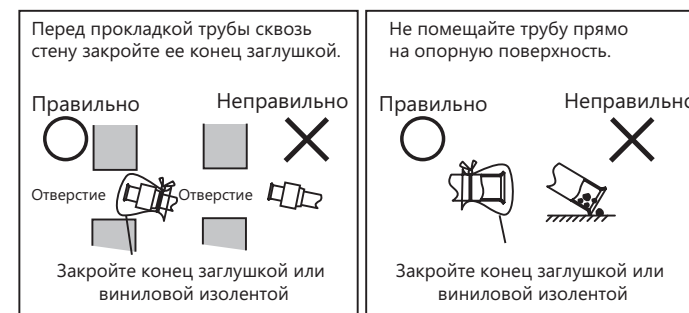 Перед прокладкой трубы сквозь
стену закройте ее конец заглушкой.
Правильно
Неправильно
Отверстие
Отверстие
Закройте конец заглушкой или
виниловой изолентой
Не помещайте трубу прямо
на опорную поверхность.
Правильно
Неправильно
Закройте конец заглушкой или
виниловой изолентой